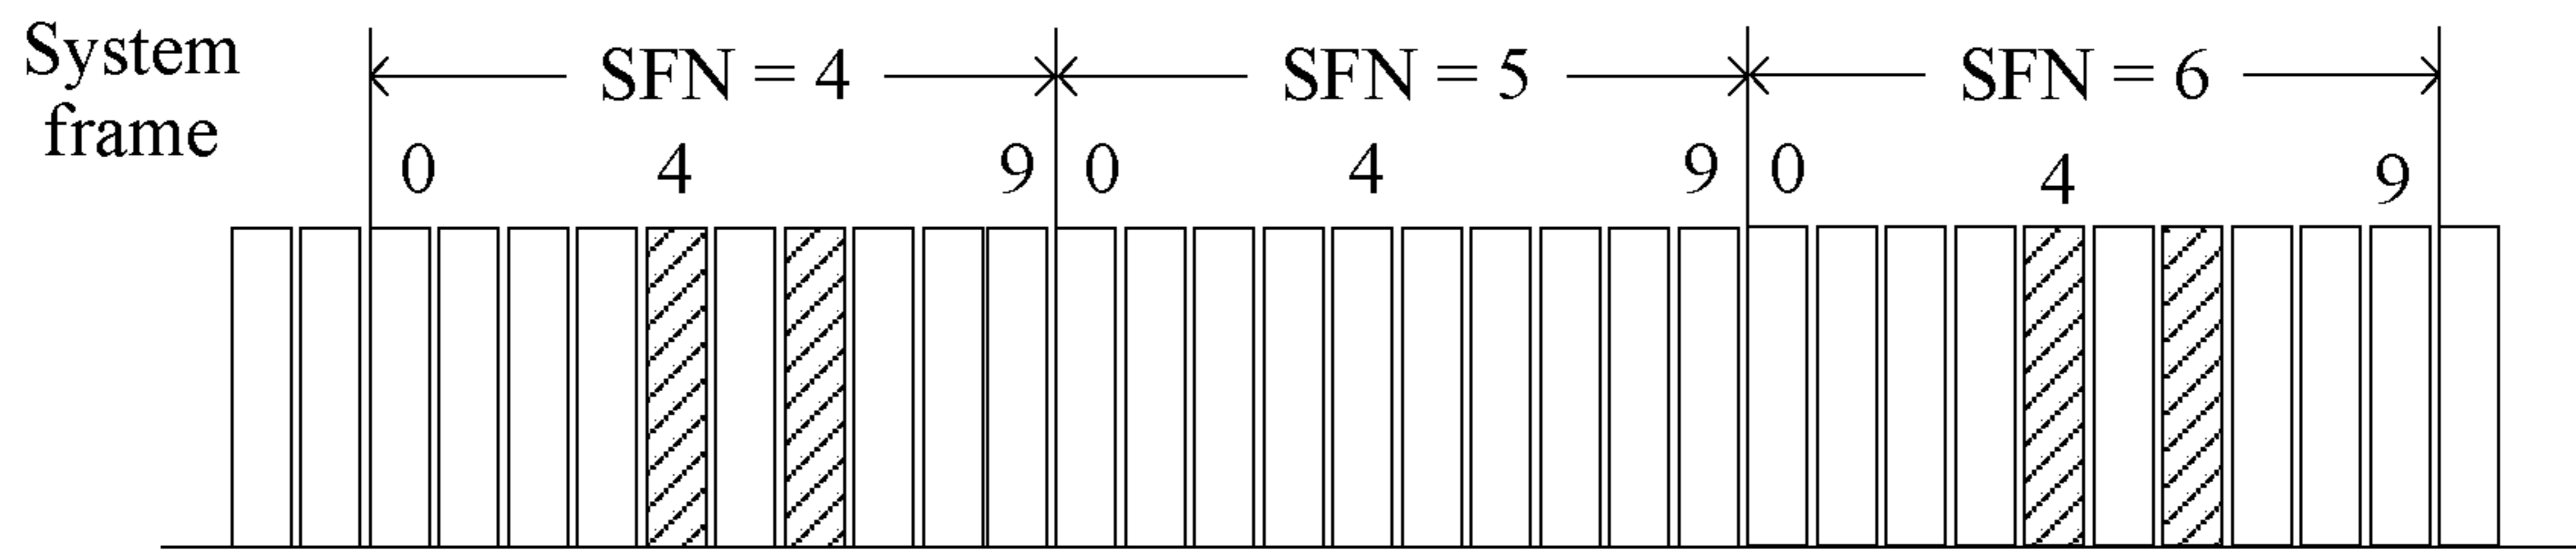 System
frame
SFN = 4
SFN = 5
SFN = 6
0 4 9 0 4 9 0 4 9